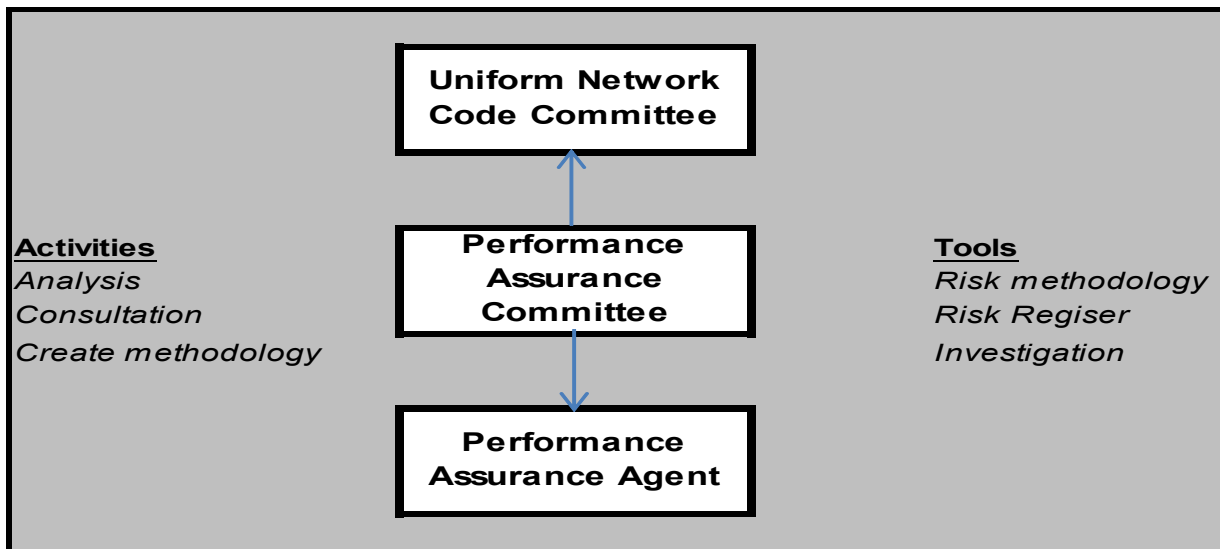 Uniform Network
Code Committee
Activities
Analysis
Consultation
Create methodology
Performance
Assurance
Committee
Tools
Risk methodology
Risk Regiser
Investigation
Performance
Assurance Agent